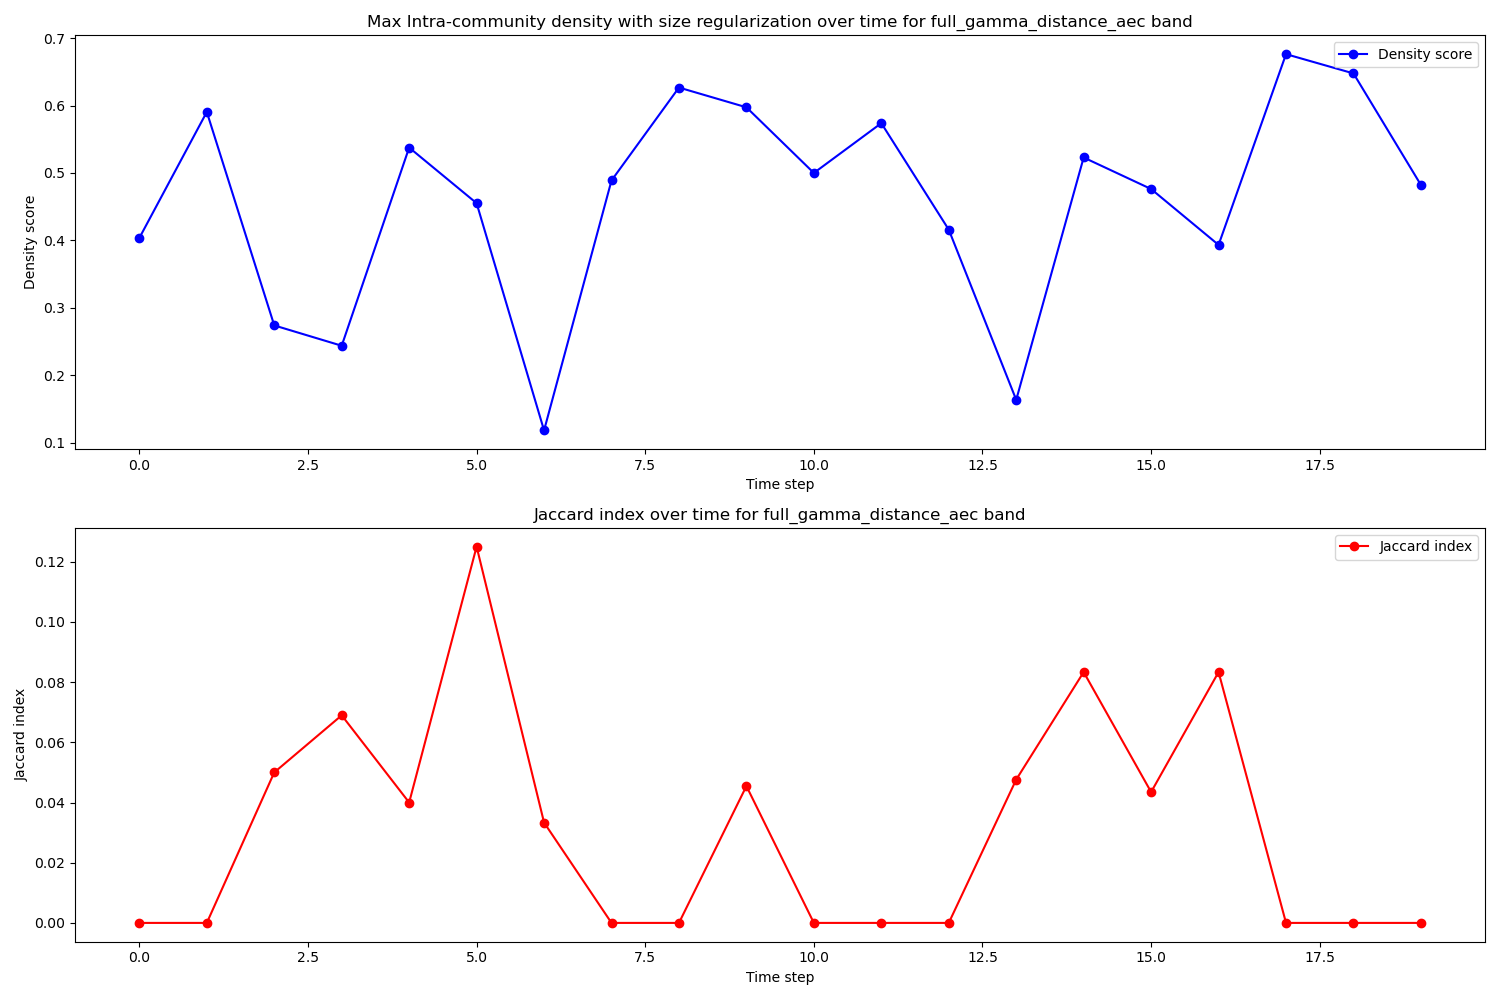 Max Intra-community density with size regularization over time for full_gamma_distance_aec band
0.7
0.6
0.5
0.4
0.3
0.2
0.1
Density score
Density score
0.0 2.5 5.0 7.5 10.0 12.5 15.0 17.5
Time step
Jaccard index over time for full_gamma_distance_aec band
0.12
0.10
0.08
0.06
0.04
0.02
0.00
Jaccard index
Jaccard index
0.0 2.5 5.0 7.5 10.0 12.5 15.0 17.5
Time step